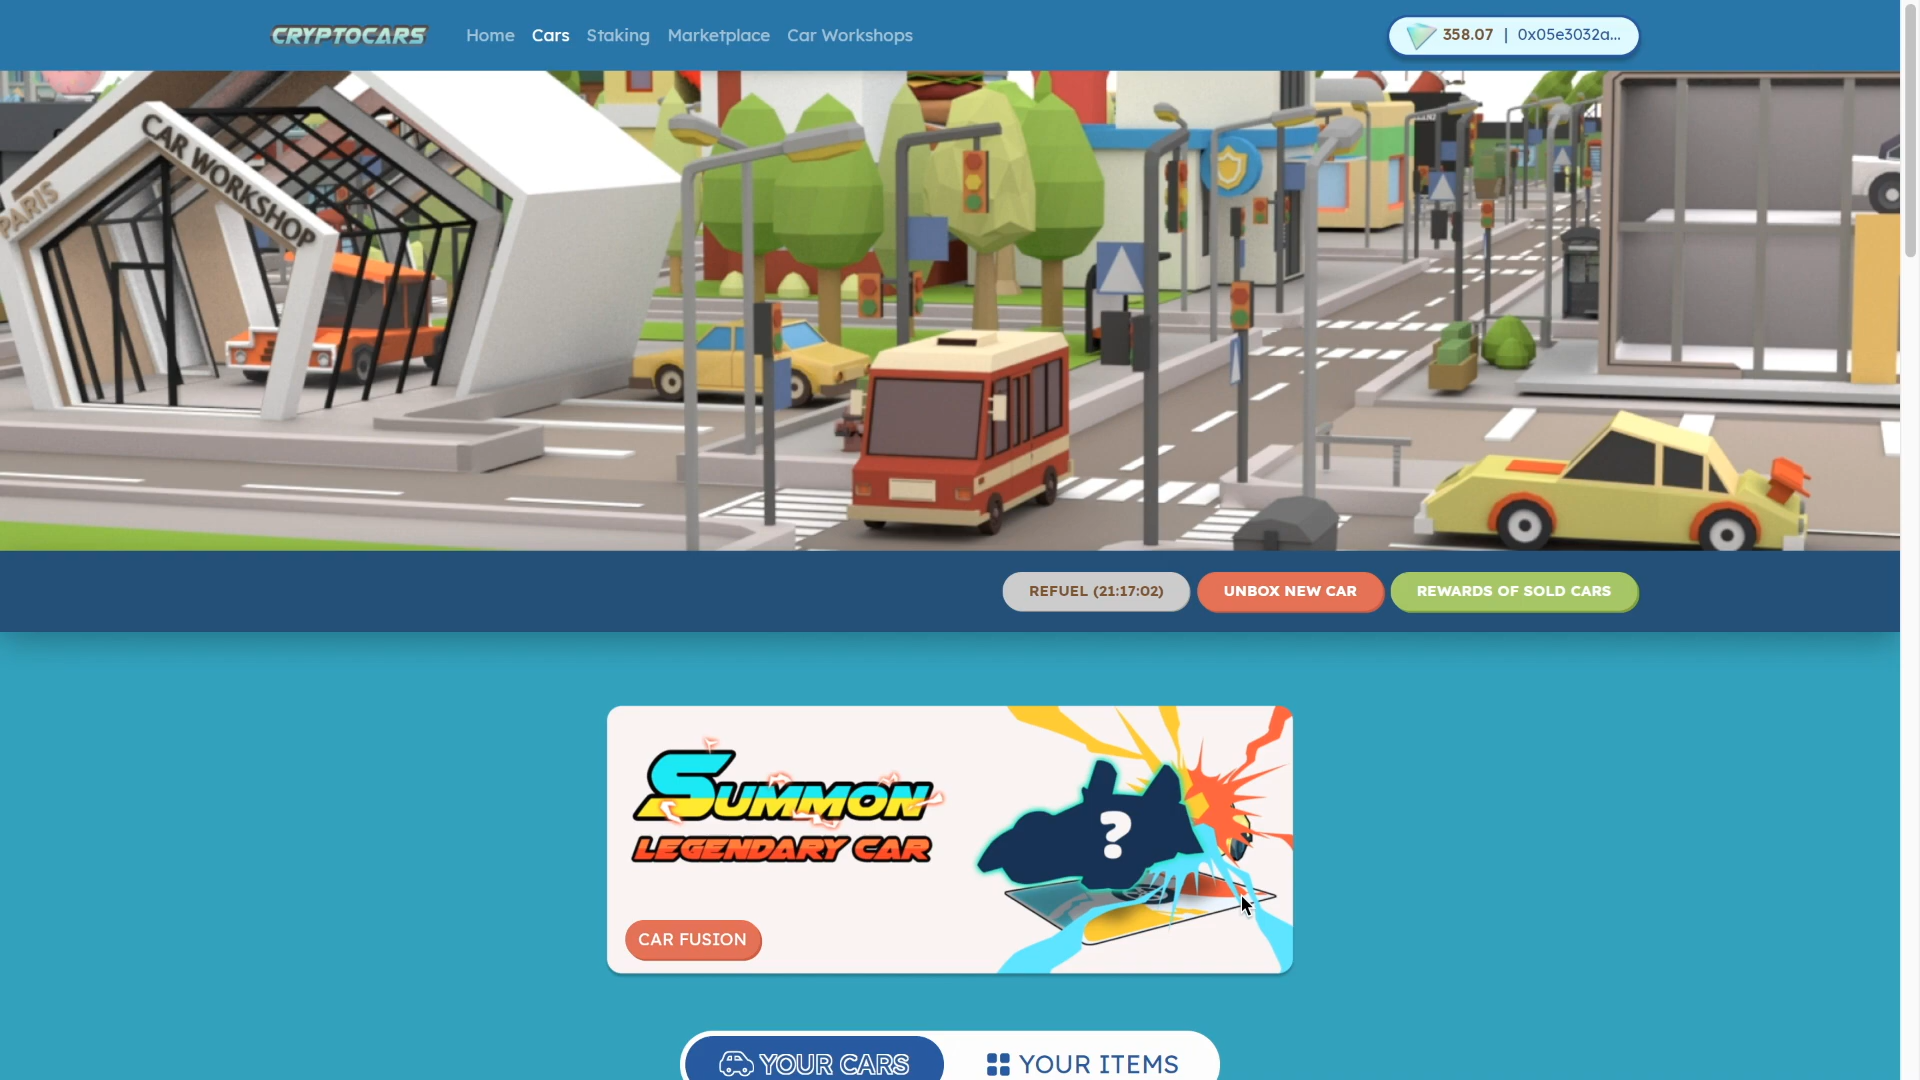 CRYPTOCARS
Home Cars Staking Marketplace Car Workshops
358.07 | 0x05e3032a...
PARIS
CAR WORKSHOP
REFUEL (21:17:02) UNBOX NEW CAR REWARDS OF SOLD CARS
SUMMON
LEGENDARY CAR
?
CAR FUSION
YOUR CARS YOUR ITEMS